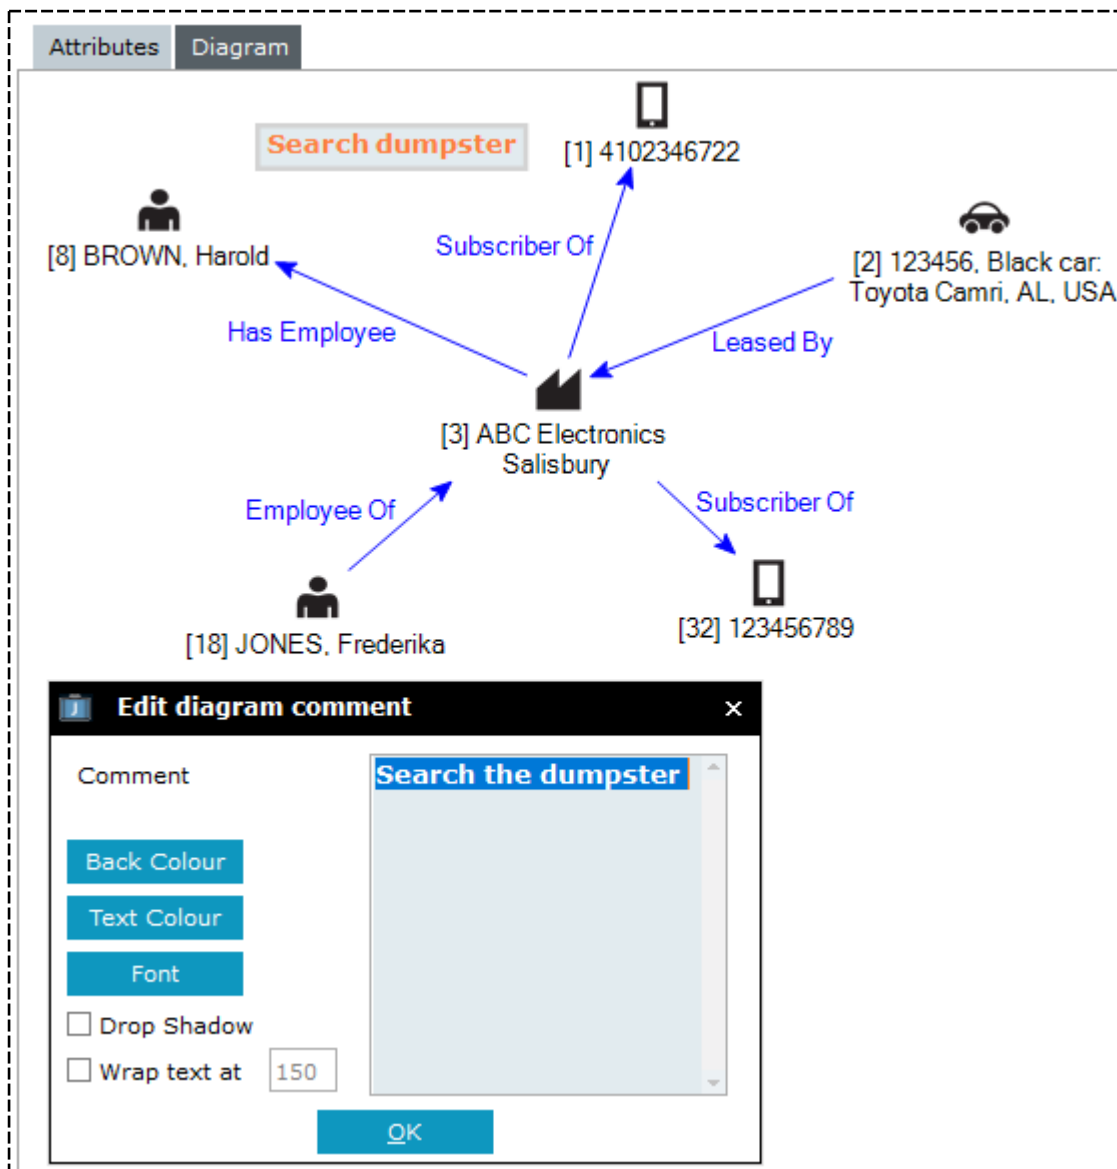 Attributes
Diagram
Search dumpster
[1] 4102346722
[8] BROWN, Harold
Subscriber Of
[2] 123456, Black car:
Toyota Camri, AL, USA
Has Employee
Leased By
[3] ABC Electronics
Salisbury
Employee Of
Subscriber Of
[18] JONES, Frederika
[32] 123456789
J
Edit diagram comment
×
Comment
Search the dumpster
Back Colour
Text Colour
Font
Drop Shadow
Wrap text at
150
OK